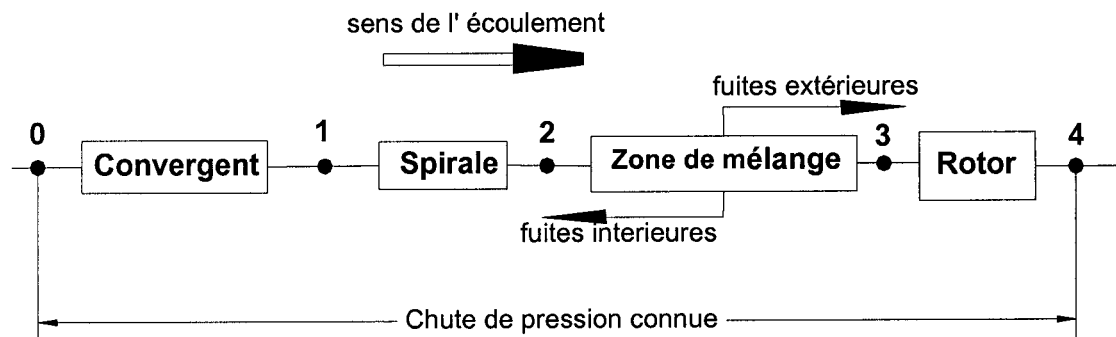 sens de l' écoulement
fuites extérieures
0 1 2 3 4
Convergent Spirale Zone de mélange Rotor
fuites interieures
Chute de pression connue